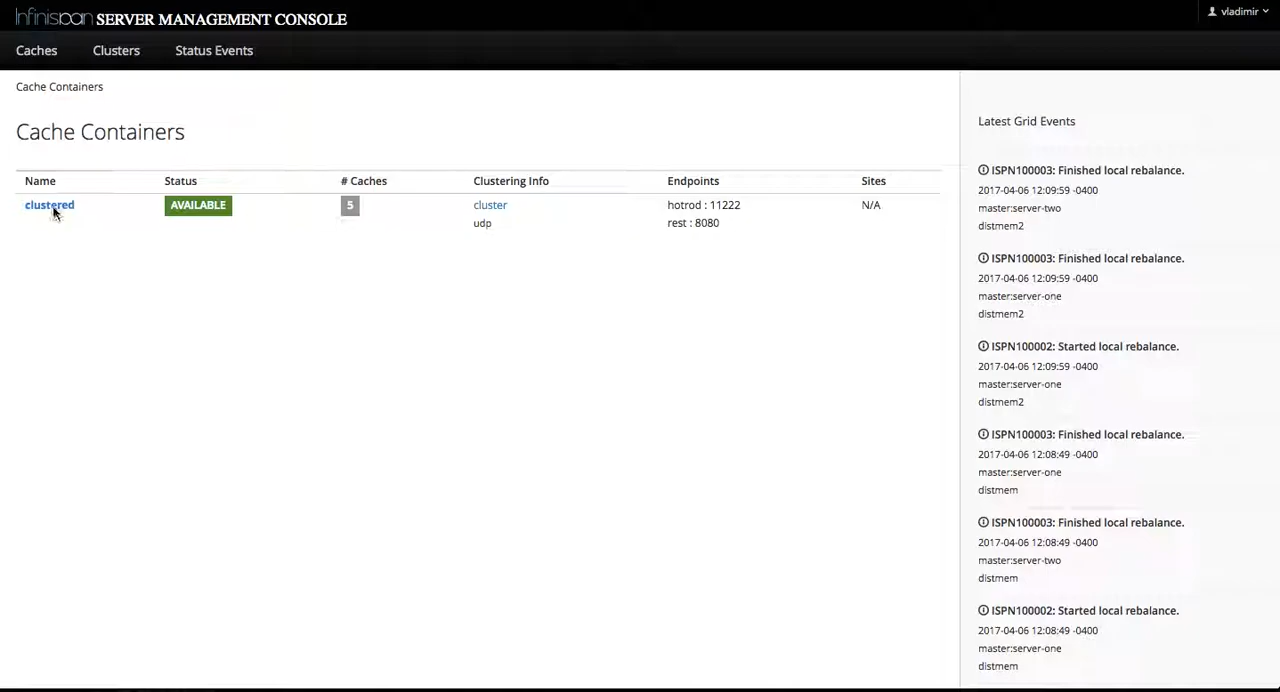 Infinispan SERVER MANAGEMENT CONSOLE
vladimir
Caches Clusters Status Events
Cache Containers
Cache Containers
Name Status # Caches Clustering Info Endpoints Sites
clustered AVAILABLE 5 cluster hotrod : 11222 N/A
udp rest : 8080
Latest Grid Events
ISPN100003: Finished local rebalance.
2017-04-06 12:09:59 -0400
master:server-two
distmem2
ISPN100003: Finished local rebalance.
2017-04-06 12:09:59 -0400
master:server-one
distmem2
ISPN100002: Started local rebalance.
2017-04-06 12:09:59 -0400
master:server-one
distmem2
ISPN100003: Finished local rebalance.
2017-04-06 12:08:49 -0400
master:server-one
distmem
ISPN100003: Finished local rebalance.
2017-04-06 12:08:49 -0400
master:server-two
distmem
ISPN100002: Started local rebalance.
2017-04-06 12:08:49 -0400
master:server-one
distmem